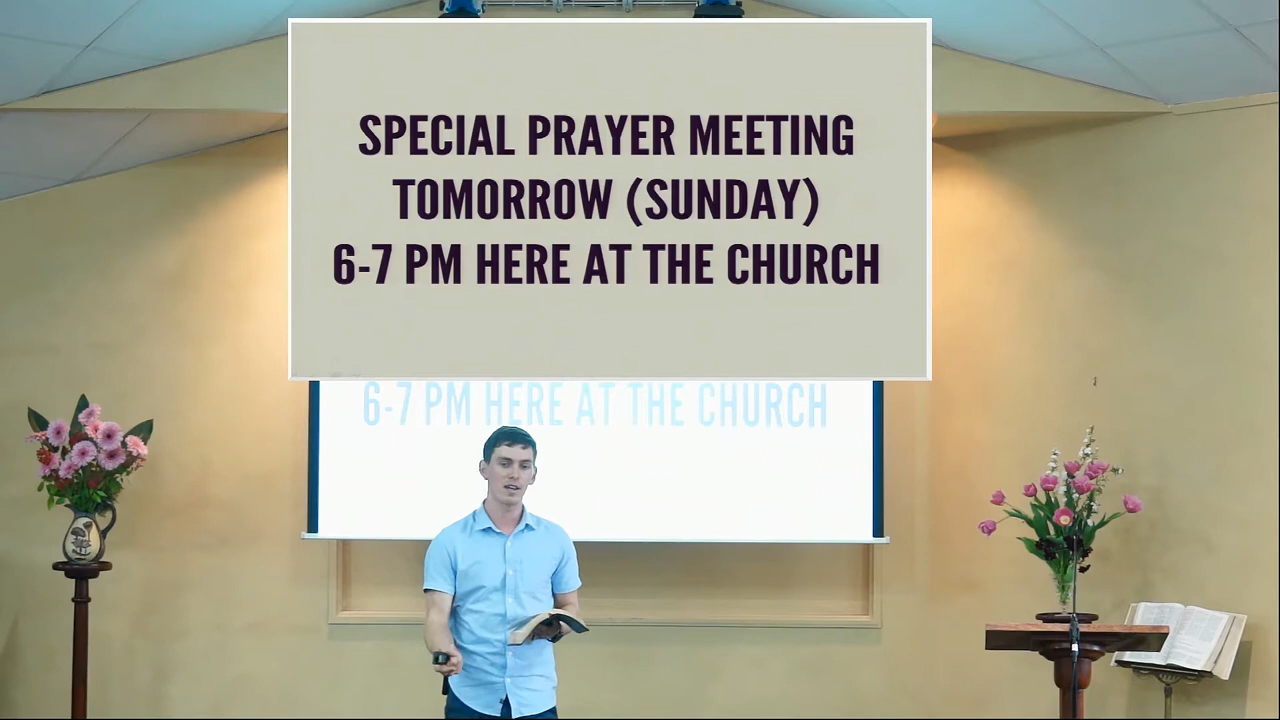 SPECIAL PRAYER MEETING
TOMORROW (SUNDAY)
6-7 PM HERE AT THE CHURCH
6-7 PM HERE AT THE CHURCH